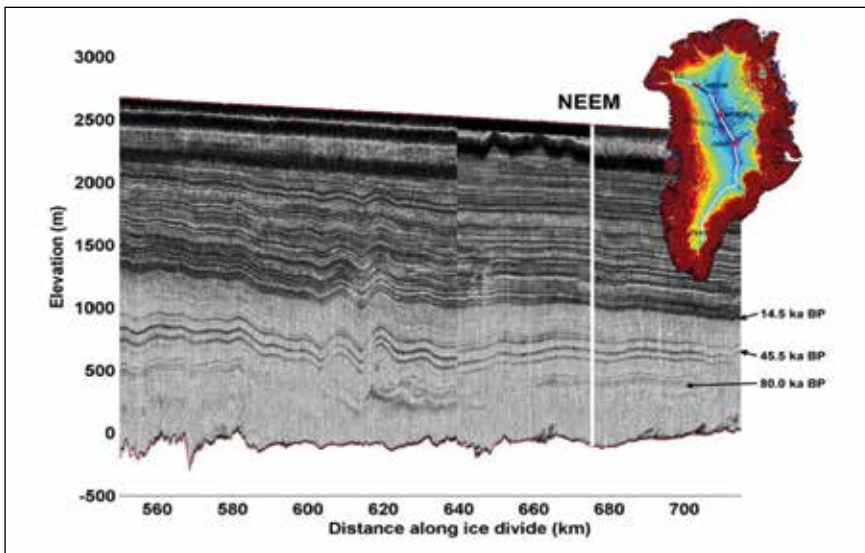 3000
2500
2000
1500
1000
500
0
-500
Elevation (m)
NEEM
14.5 ka BP
45.5 ka BP
80.0 ka BP
560 580 600 620 640 660 680 700
Distance along ice divide (km)